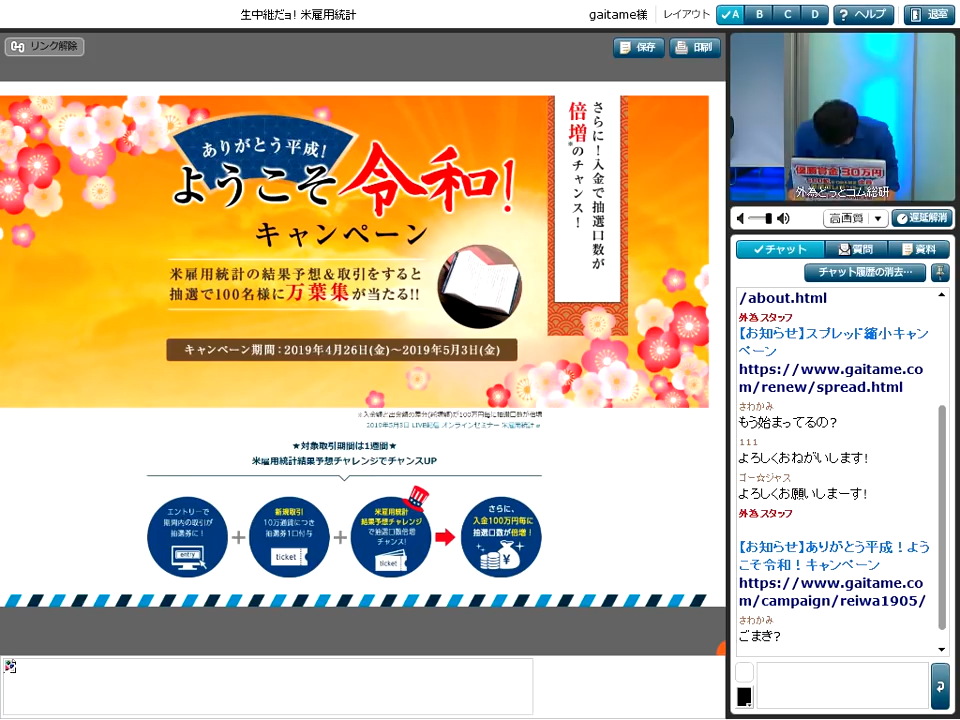 生中継だョ! 米雇用統計
gaitame様
レイアウト
A
B
C
D
? ヘルプ
退室
リンク解除
保存
印刷
ありがとう平成!
ようこそ令和!
キャンペーン
米雇用統計の結果予想&取引をすると
抽選で100名様に万葉集が当たる!!
キャンペーン期間:2019年4月26日(金)~2019年5月3日(金)
さらに!入金で抽選口数が
倍増※のチャンス!
★対象取引期間は1週間★
米雇用統計結果予想チャレンジでチャンスUP
エントリーで
期間内の取引が
抽選券に!
entry
+
新規取引
10万通貨につき
抽選券1口付与
ticket
+
米雇用統計
結果予想チャレンジ
で抽選口数倍増
チャンス!
ticket
さらに、
入金100万円毎に
抽選口数が倍増!
¥
優勝賞金30万円!
外為どっとコム総研
高画質
遅延解消
チャット
質問
資料
チャット履歴の消去…
/about.html
外為 スタッフ
【お知らせ】スプレッド縮小キャン
ペーン
https://www.gaitame.co
m/renew/spread.html
さわかみ
もう始まってるの?
111
よろしくおねがいします!
ゴー☆ジャス
よろしくお願いしまーす!
外為 スタッフ
【お知らせ】ありがとう平成!よう
こそ令和!キャンペーン
https://www.gaitame.co
m/campaign/reiwa1905/
さわかみ
ごまき?